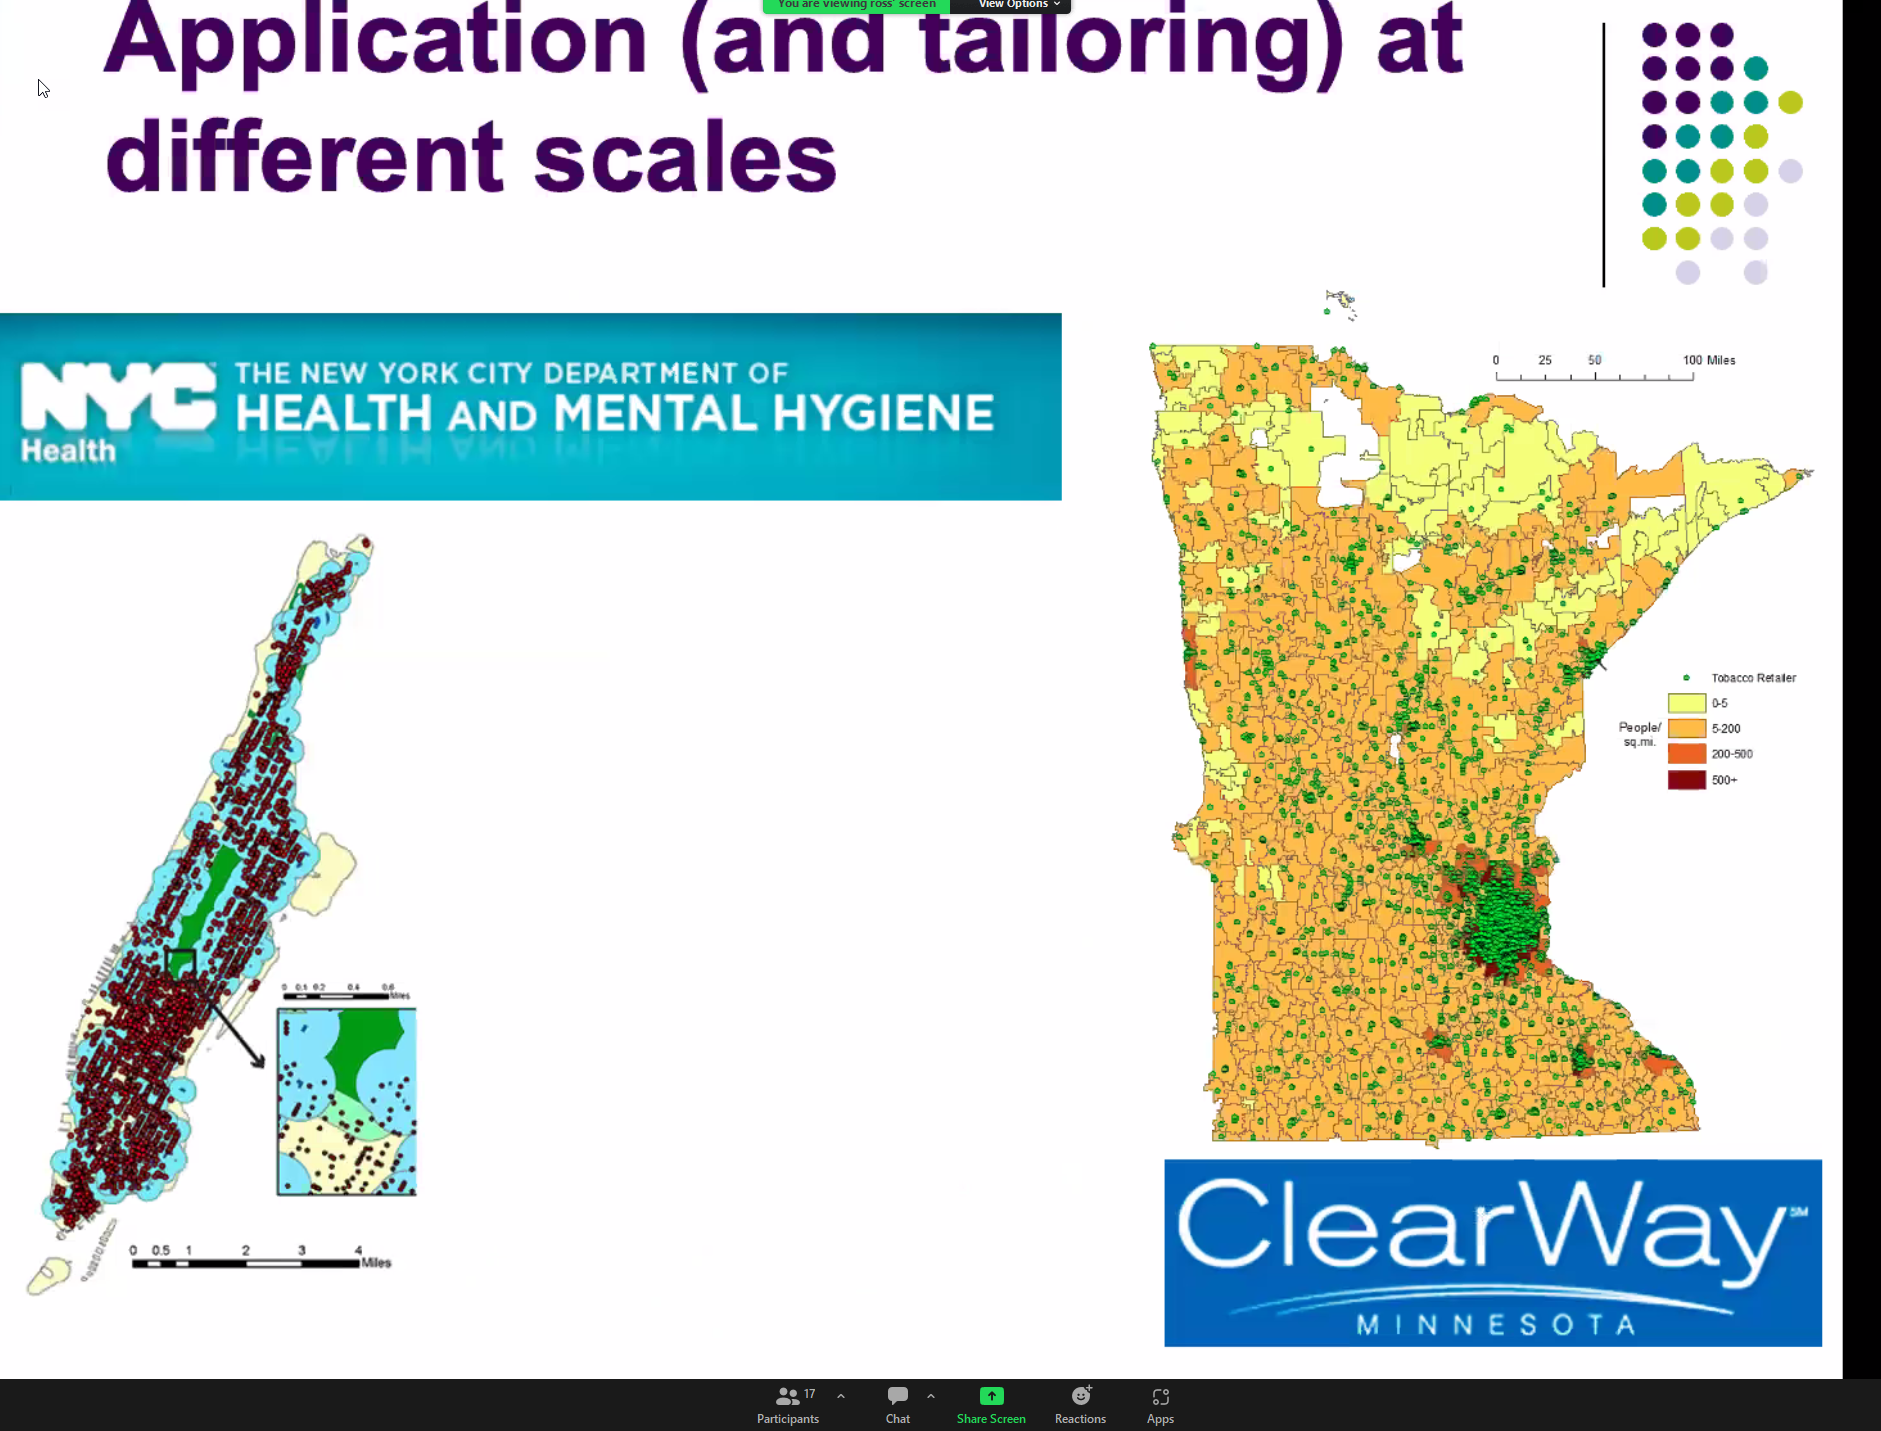 You are viewing ross' screen
View Options
Application (and tailoring) at
different scales
NYC
Health
THE NEW YORK CITY DEPARTMENT OF
HEALTH AND MENTAL HYGIENE
0 25 50 100 Miles
Tobacco Retailer
People/
sq.mi.
0-5
5-200
200-500
500+
0 0.1 0.2 0.4 0.6
Miles
0 0.5 1 2 3 4
Miles
ClearWay℠
MINNESOTA
17
Participants
Chat
Share Screen
Reactions
Apps